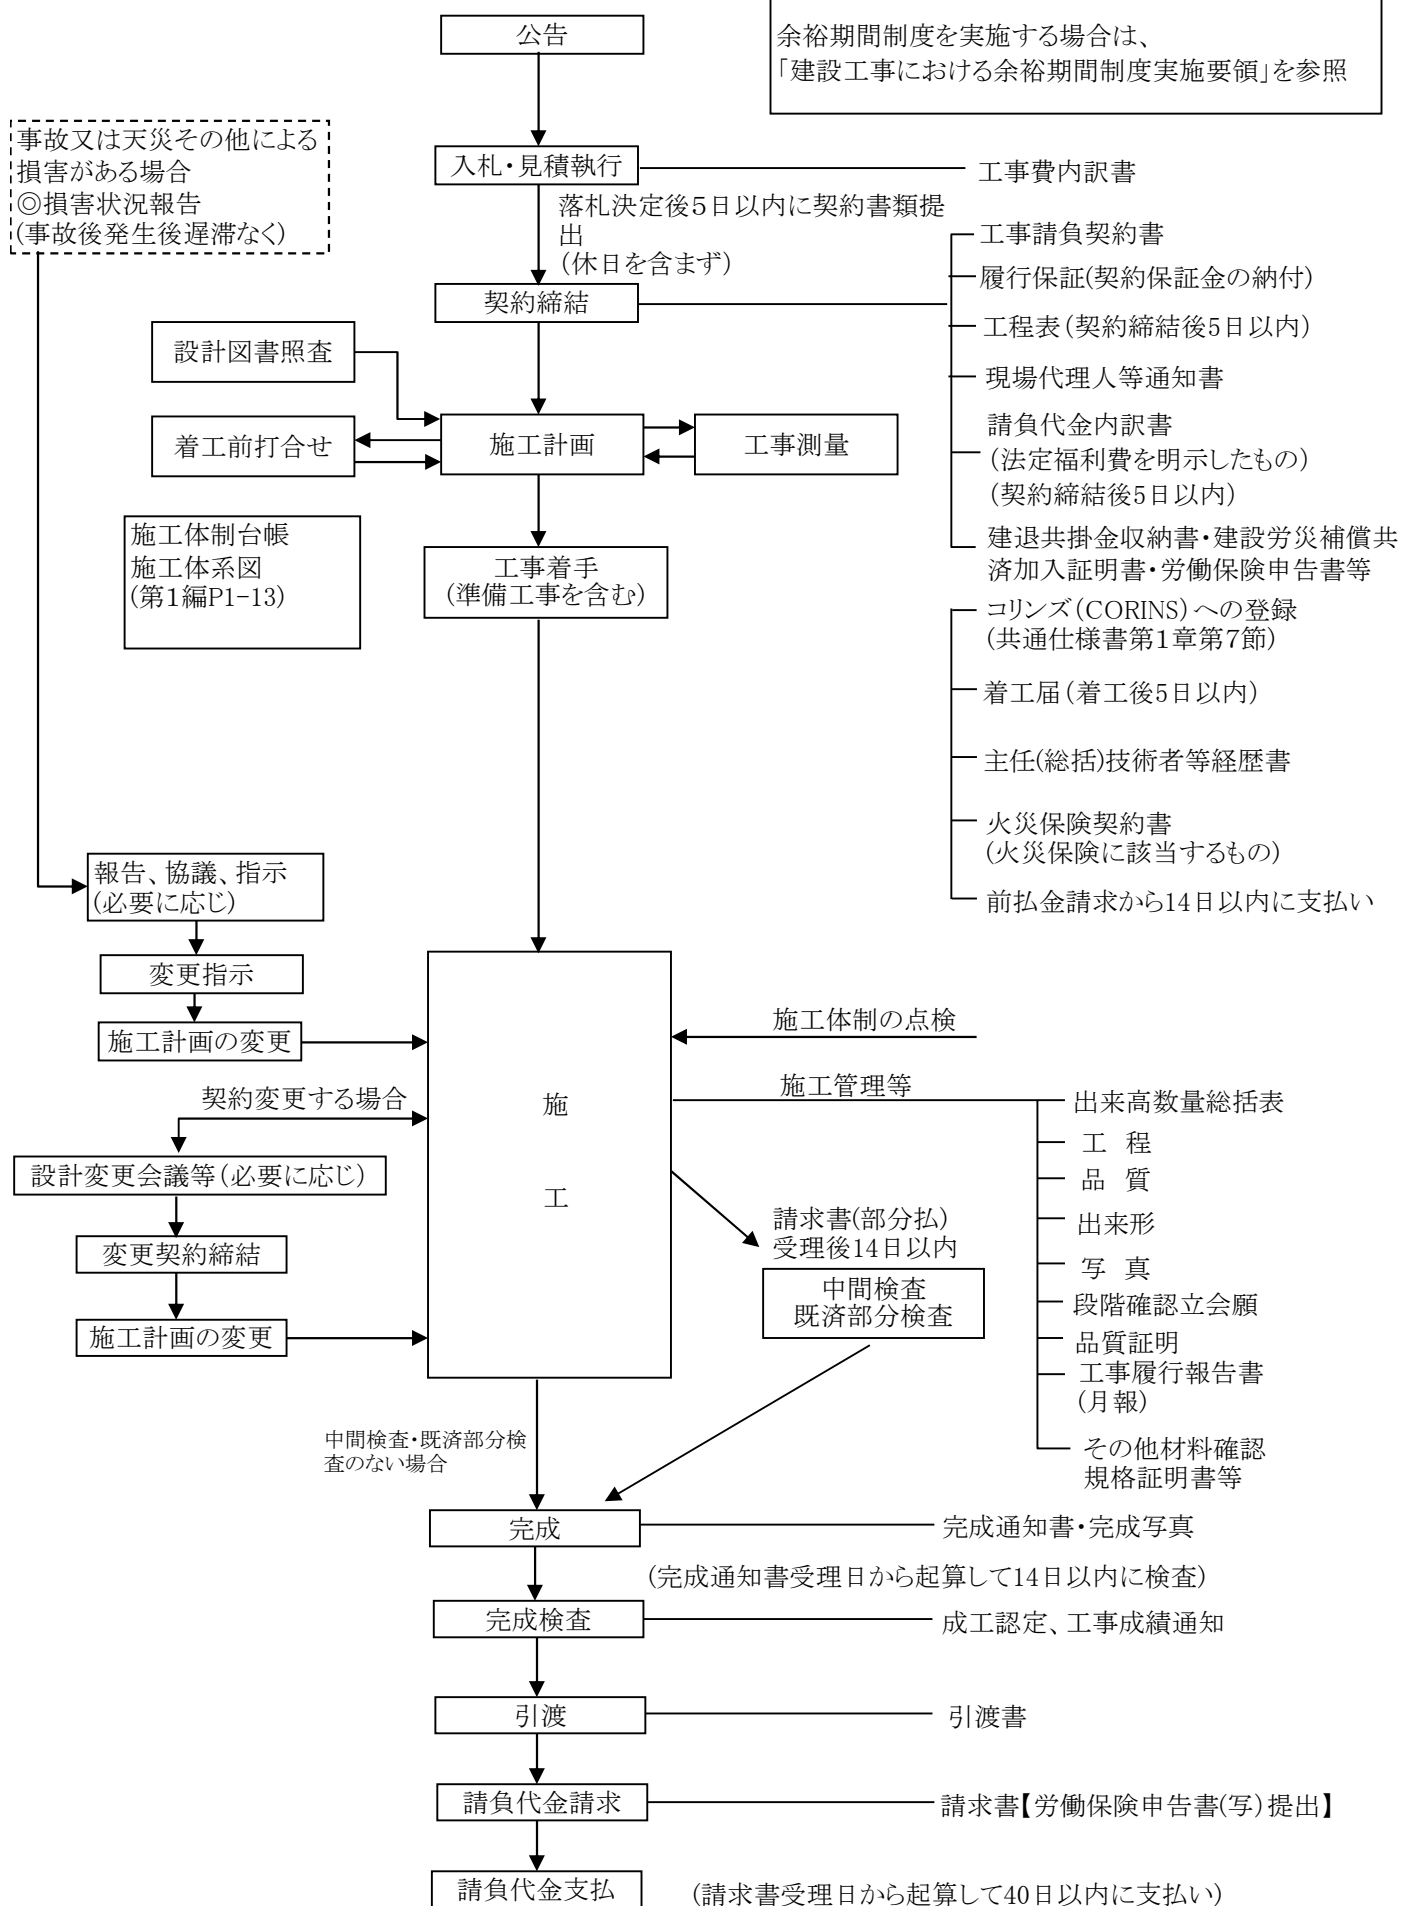 公告
余裕期間制度を実施する場合は、
「建設工事における余裕期間制度実施要領」を参照
事故又は天災その他による
損害がある場合
◎損害状況報告
(事故後発生後遅滞なく)
入札・見積執行
工事費内訳書
落札決定後５日以内に契約書類提
出
(休日を含まず)
契約締結
工事請負契約書
履行保証(契約保証金の納付)
工程表(契約締結後5日以内)
現場代理人等通知書
請負代金内訳書
(法定福利費を明示したもの)
(契約締結後5日以内)
建退共掛金収納書・建設労災補償共
済加入証明書・労働保険申告書等
設計図書照査
着工前打合せ
施工計画
工事測量
施工体制台帳
施工体系図
(第１編P1-13)
工事着手
(準備工事を含む)
コリンズ(CORINS)への登録
(共通仕様書第１章第７節)
着工届(着工後5日以内)
主任(総括)技術者等経歴書
火災保険契約書
(火災保険に該当するもの)
前払金請求から14日以内に支払い
報告、協議、指示
(必要に応じ)
変更指示
施工計画の変更
契約変更する場合
設計変更会議等(必要に応じ)
変更契約締結
施工計画の変更
施
工
施工体制の点検
施工管理等
出来高数量総括表
工　程
品　質
出来形
写　真
段階確認立会願
品質証明
工事履行報告書
(月報)
その他材料確認
規格証明書等
請求書(部分払)
受理後14日以内
中間検査
既済部分検査
中間検査・既済部分検
査のない場合
完成
完成通知書・完成写真
(完成通知書受理日から起算して14日以内に検査)
完成検査
成工認定、工事成績通知
引渡
引渡書
請負代金請求
請求書【労働保険申告書(写)提出】
請負代金支払
(請求書受理日から起算して40日以内に支払い)